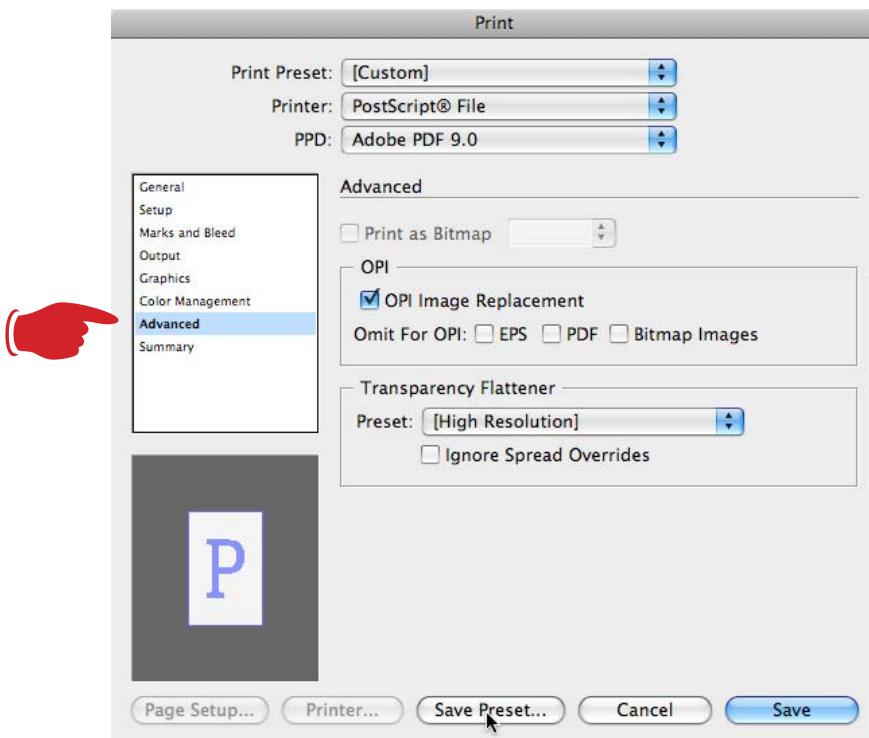 Print
Print Preset: [Custom]
Printer: PostScript® File
PPD: Adobe PDF 9.0
General
Setup
Marks and Bleed
Output
Graphics
Color Management
Advanced
Summary
Advanced
Print as Bitmap
OPI
OPI Image Replacement
Omit For OPI: EPS PDF Bitmap Images
Transparency Flattener
Preset: [High Resolution]
Ignore Spread Overrides
P
Page Setup... Printer... Save Preset... Cancel Save